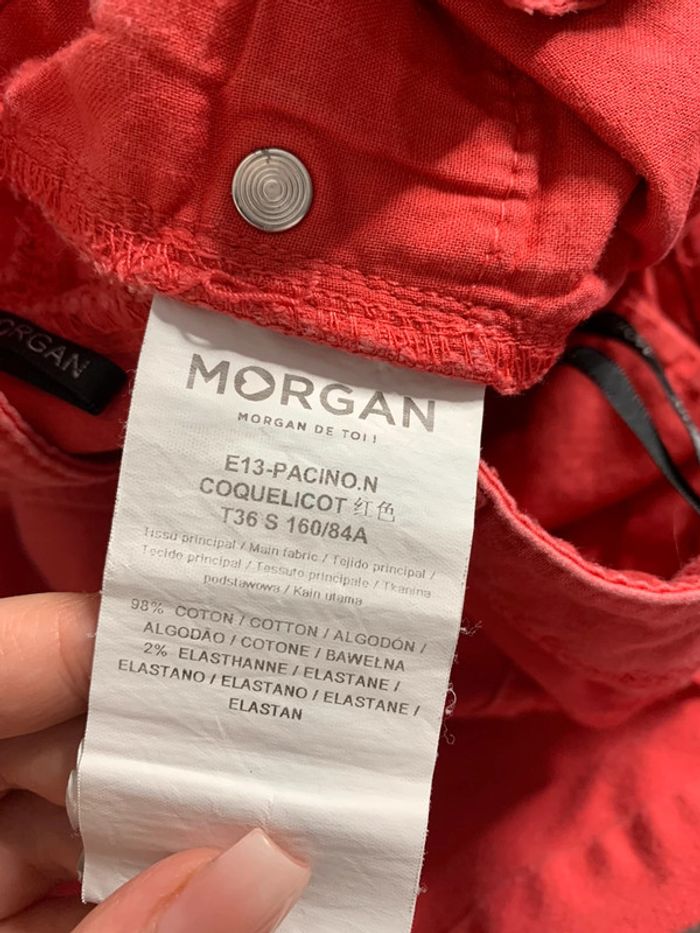 MORGAN
MORGAN
MORGAN DE TOI !
E13-PACINO.N
COQUELICOT 红色
T36 S 160/84A
Tissu principal / Main fabric / Tejido principal /
Tecido principal / Tessuto principale / Tkanina
podstawowa / Kain utama
98% COTON / COTTON / ALGODÓN /
ALGODÃO / COTONE / BAWELNA
2% ELASTHANNE / ELASTANE /
ELASTANO / ELASTANO / ELASTANE /
ELASTAN